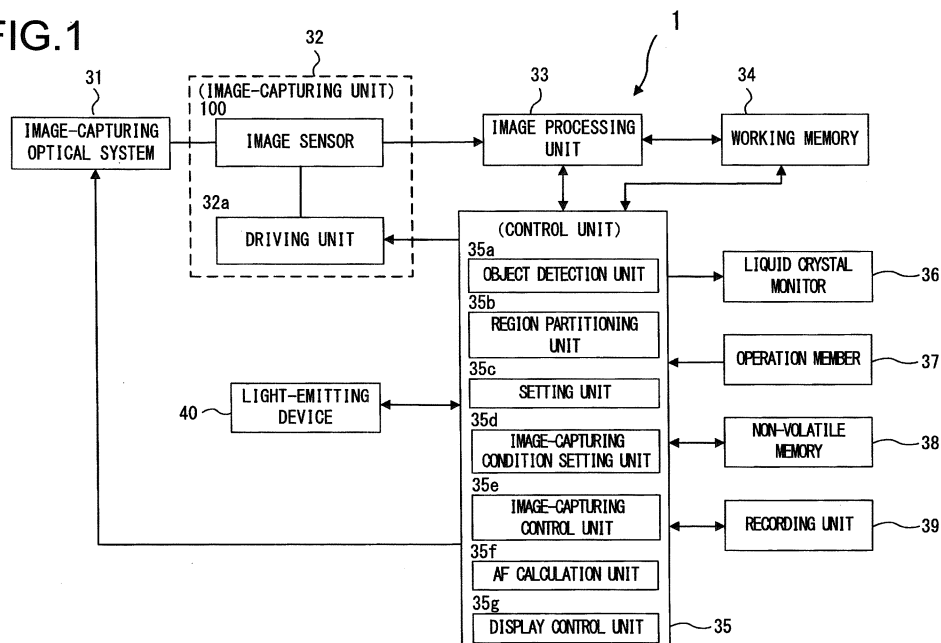 FIG.1
1
31
IMAGE-CAPTURING
OPTICAL SYSTEM
32
(IMAGE-CAPTURING UNIT)
100
IMAGE SENSOR
32a
DRIVING UNIT
33
IMAGE PROCESSING
UNIT
34
WORKING MEMORY
(CONTROL UNIT)
35a
OBJECT DETECTION UNIT
35b
REGION PARTITIONING
UNIT
35c
SETTING UNIT
35d
IMAGE-CAPTURING
CONDITION SETTING UNIT
35e
IMAGE-CAPTURING
CONTROL UNIT
35f
AF CALCULATION UNIT
35g
DISPLAY CONTROL UNIT
35
LIQUID CRYSTAL
MONITOR
36
OPERATION MEMBER
37
NON-VOLATILE
MEMORY
38
RECORDING UNIT
39
40
LIGHT-EMITTING
DEVICE